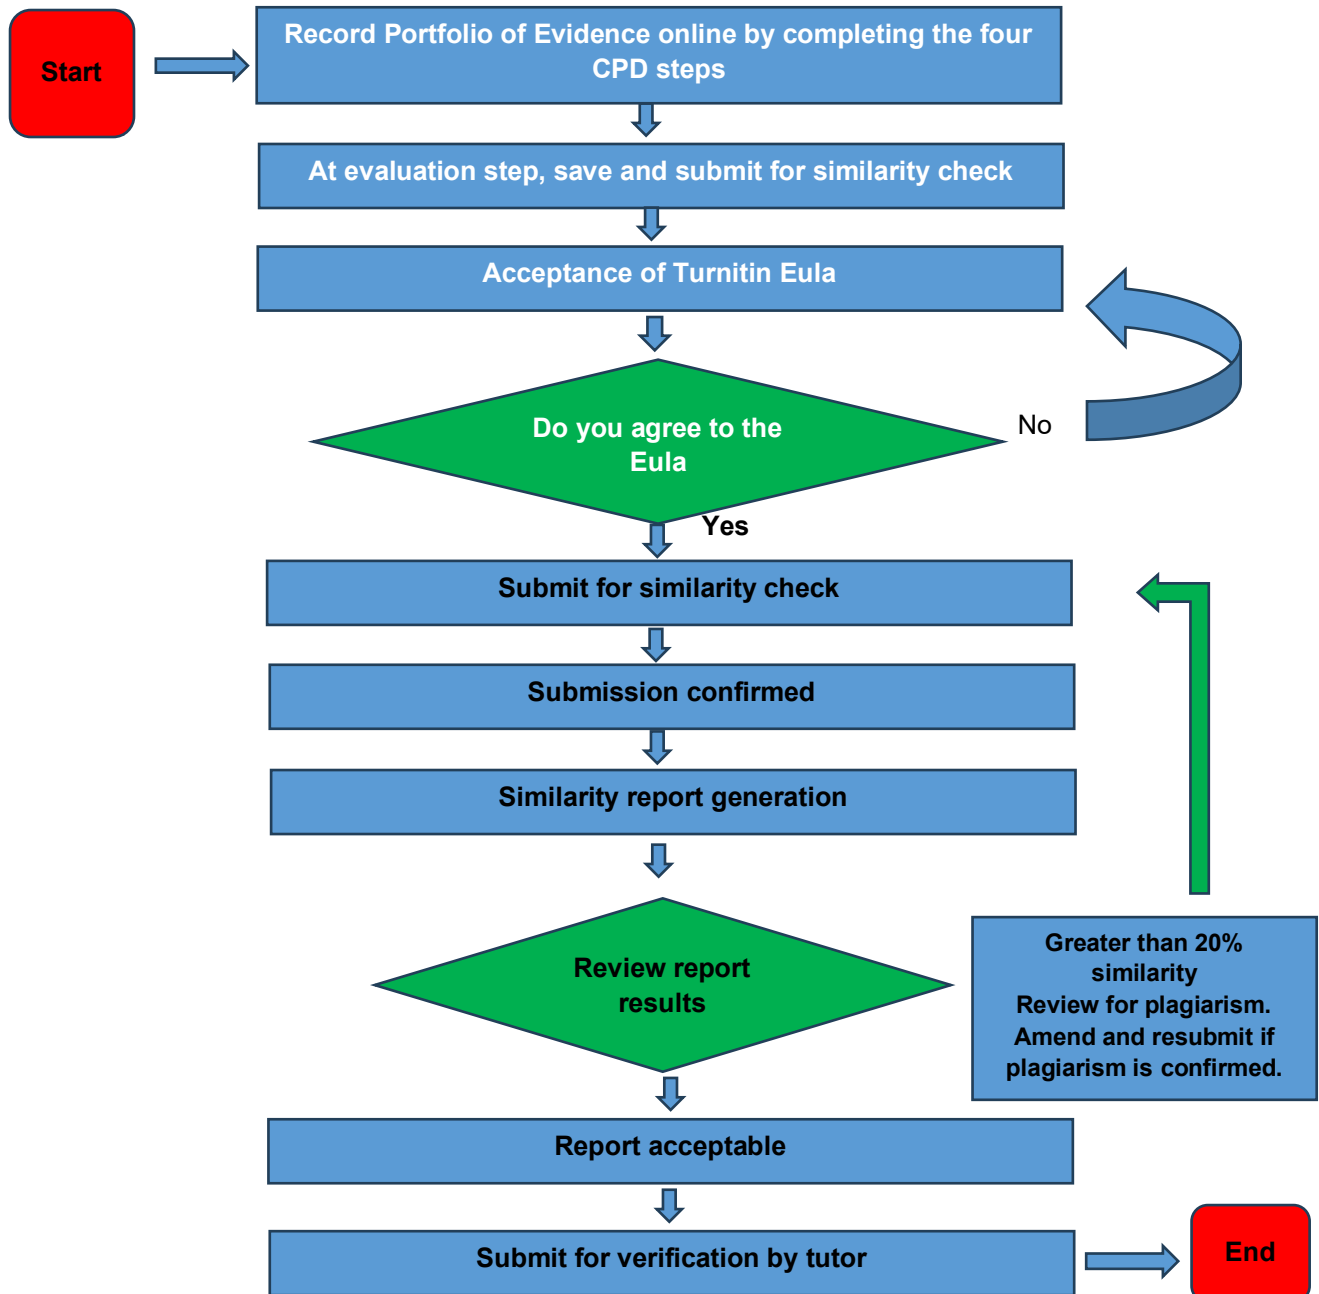 Start
Record Portfolio of Evidence online by completing the four
CPD steps
At evaluation step, save and submit for similarity check
Acceptance of Turnitin Eula
Do you agree to the
Eula
No
Yes
Submit for similarity check
Submission confirmed
Similarity report generation
Review report
results
Greater than 20%
similarity
Review for plagiarism.
Amend and resubmit if
plagiarism is confirmed.
Report acceptable
Submit for verification by tutor
End